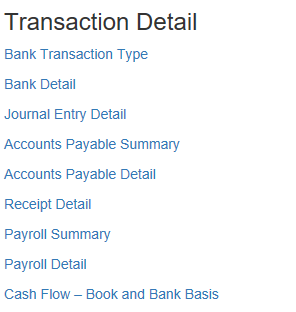 Transaction Detail
Bank Transaction Type
Bank Detail
Journal Entry Detail
Accounts Payable Summary
Accounts Payable Detail
Receipt Detail
Payroll Summary
Payroll Detail
Cash Flow – Book and Bank Basis